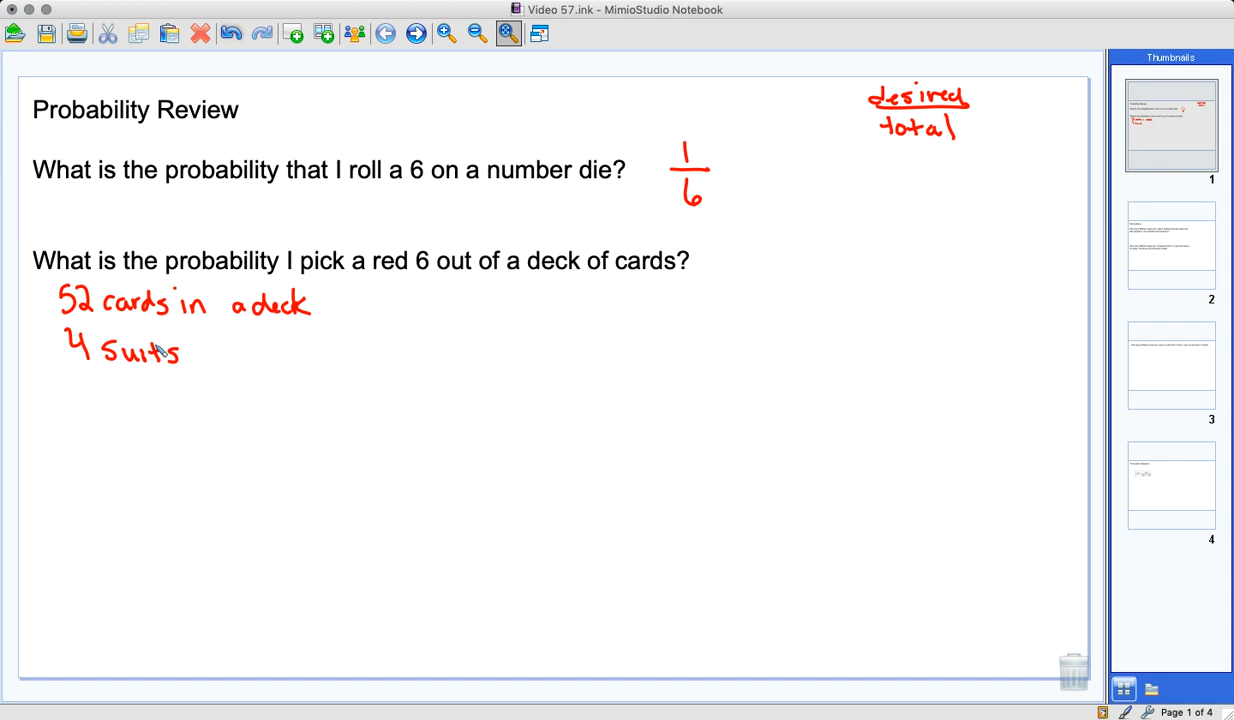 Video 57.ink - MimioStudio Notebook
Thumbnails
Probability Review
desired
total
What is the probability that I roll a 6 on a number die?
1
6
What is the probability I pick a red 6 out of a deck of cards?
52 cards in a deck
4 suits
1
2
3
4
Page 1 of 4